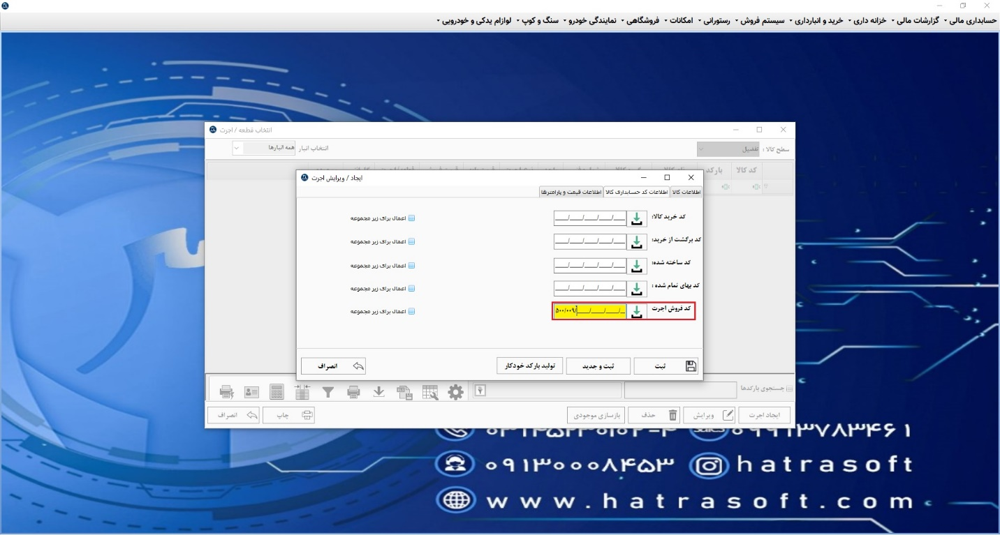 حسابداری مالی گزارشات مالی خزانه داری خرید و انبارداری سیستم فروش رستورانی امکانات فروشگاهی نمایندگی خودرو سنگ و کوپ لوازام یدکی و خودرویی
انتخاب قطعه / اجرت
سطح کالا : تفصیل انتخاب انبار همه انبارها
کد کالا بارکد
ایجاد / ویرایش اجرت
اطلاعات کالا اطلاعات کد حسابداری کالا اطلاعات قیمت و پارامترها
کد خرید کالا: ___/___/___/___/___ اعمال برای زیر مجموعه
کد برگشت از خرید: ___/___/___/___/___ اعمال برای زیر مجموعه
کد ساخته شده: ___/___/___/___/___ اعمال برای زیر مجموعه
کد بهای تمام شده : ___/___/___/___/___ اعمال برای زیر مجموعه
کد فروش اجرت ۵۰۰/۰۰۹/___/___/___/_ اعمال برای زیر مجموعه
ثبت ثبت و جدید تولید بارکد خودکار انصراف
جستجوی بارکدها
ایجاد اجرت ویرایش حذف بازسازی موجودی چاپ انصراف
۰۹۱۳۰۰۰۸۴۵۳ hatrasoft
www.hatrasoft.com